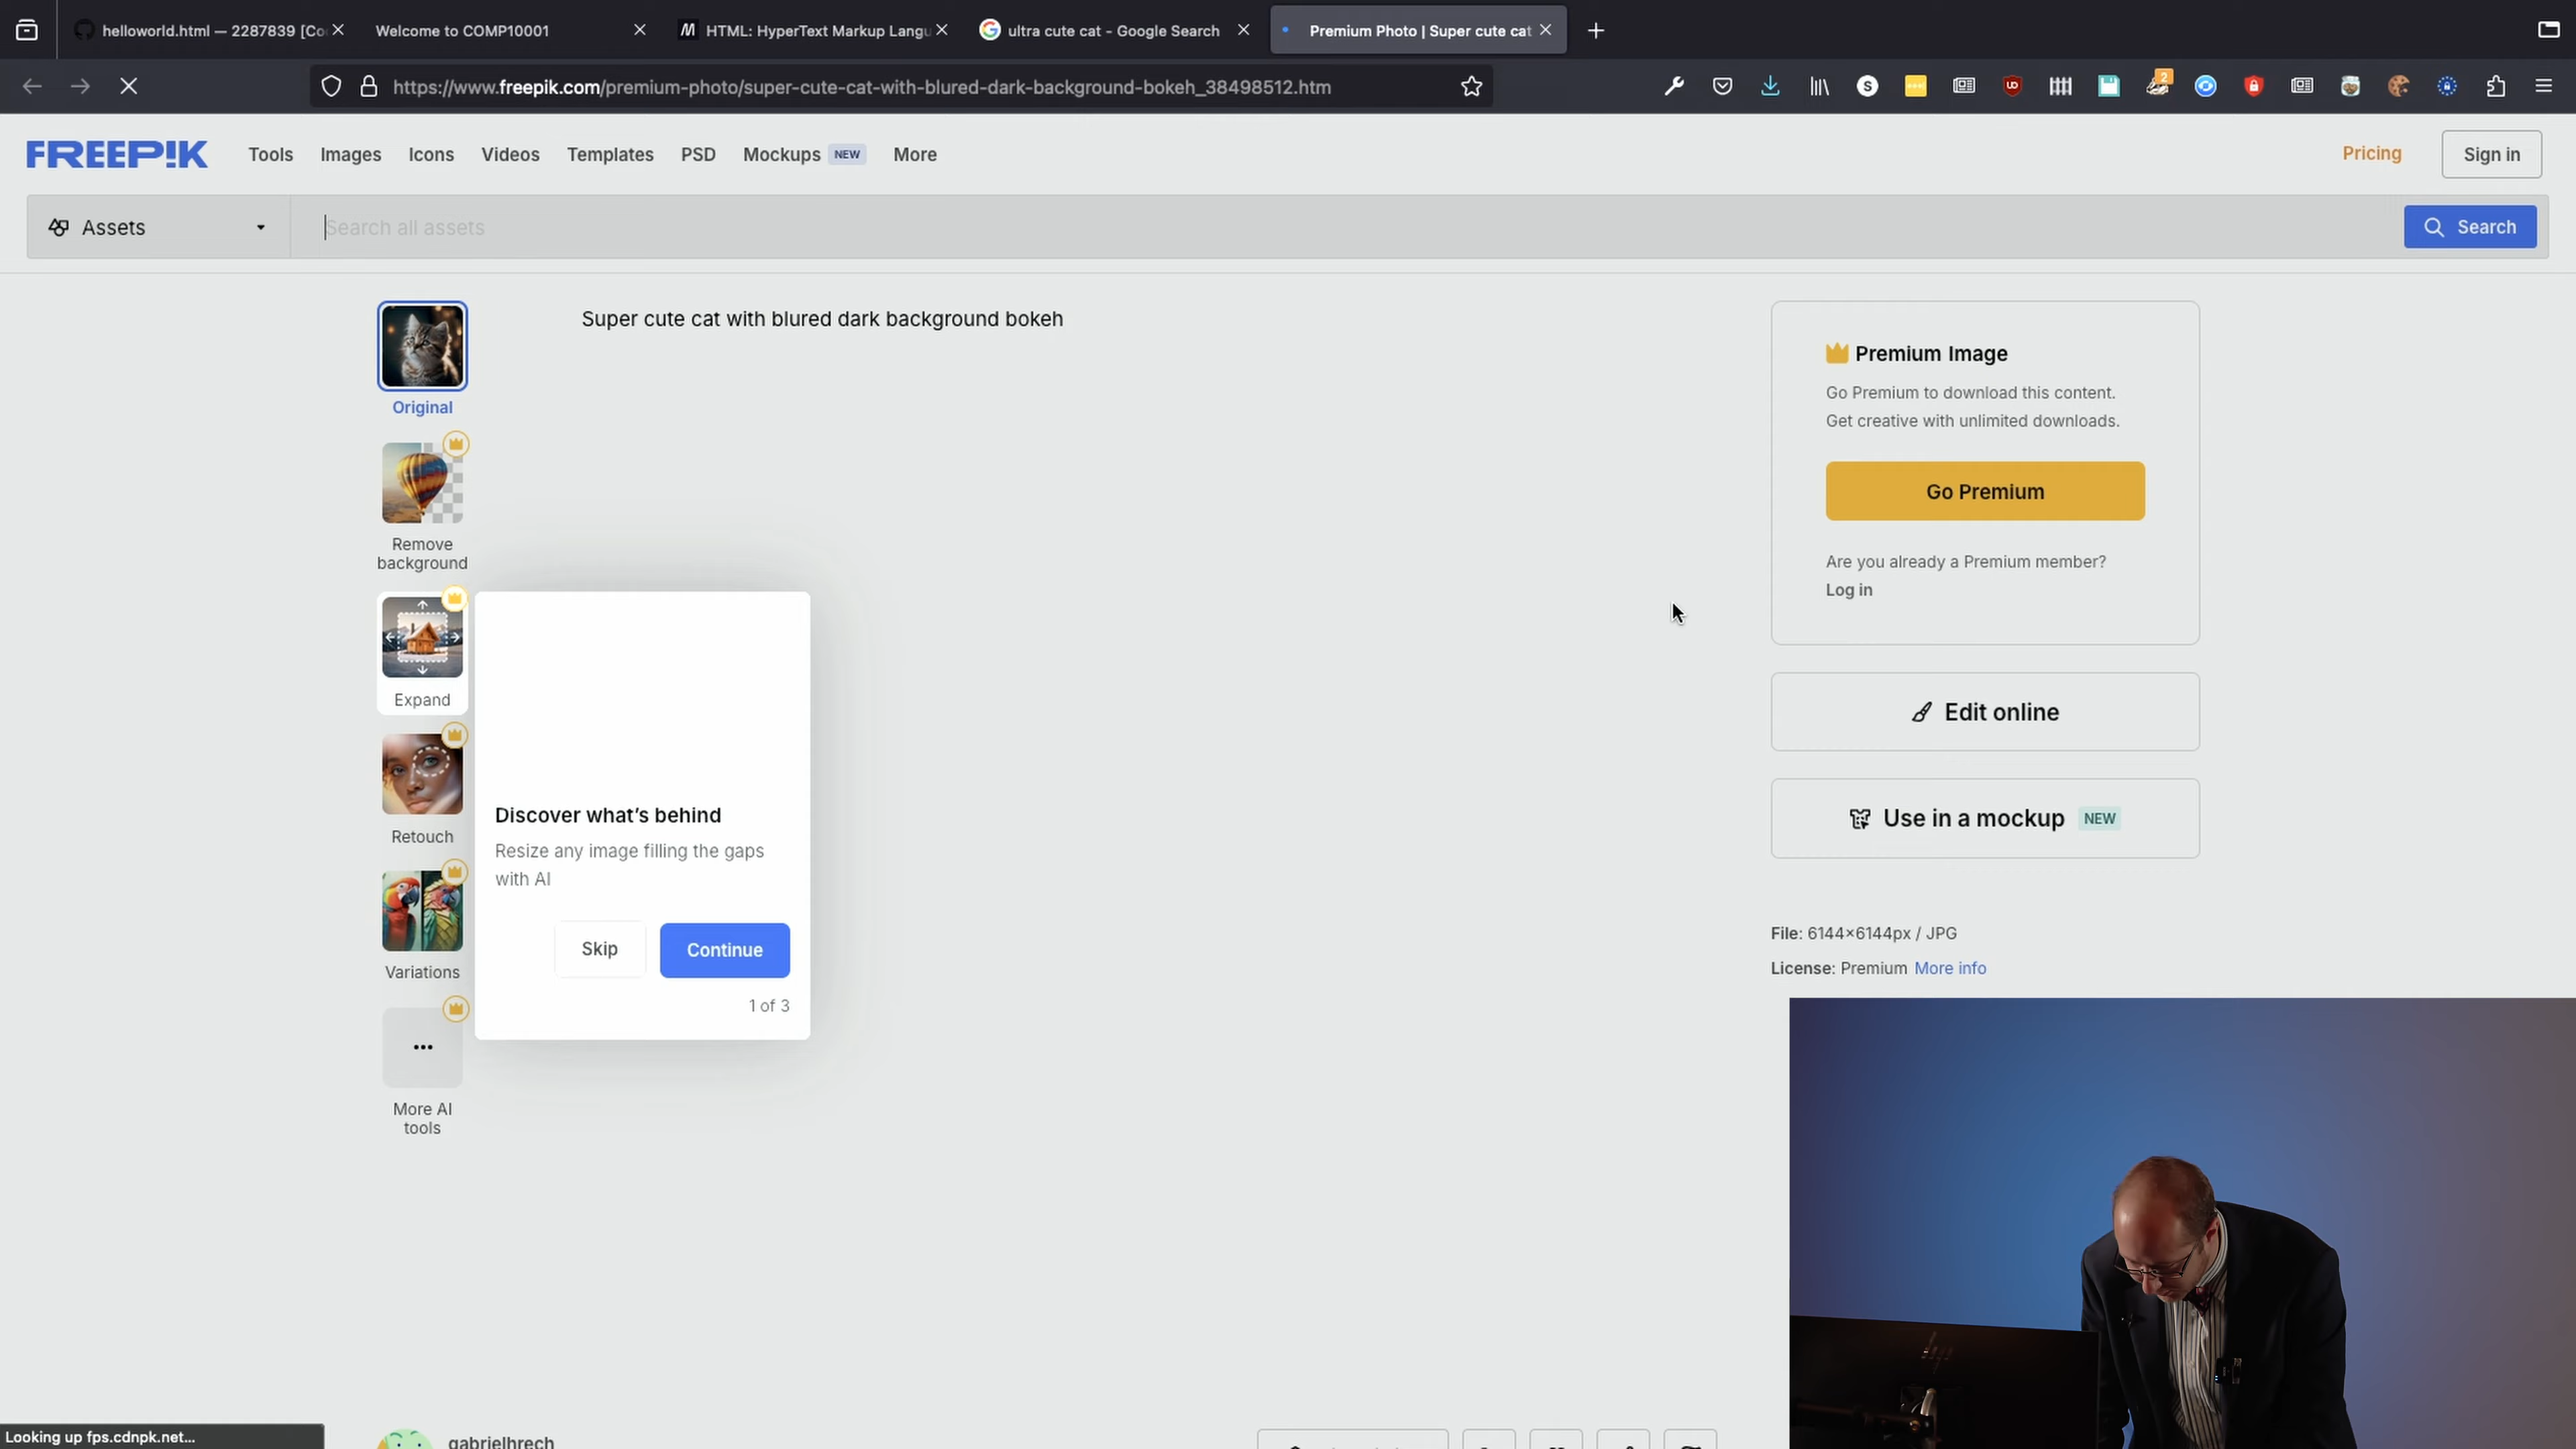 helloworld.html — 2287839 [Co
Welcome to COMP10001
HTML: HyperText Markup Langu
ultra cute cat - Google Search
Premium Photo | Super cute cat
https://www.freepik.com/premium-photo/super-cute-cat-with-blured-dark-background-bokeh_38498512.htm
S
UD
2
FREEP!K
Tools
Images
Icons
Videos
Templates
PSD
Mockups NEW
More
Pricing
Sign in
Assets
Search all assets
Search
Original
Remove
background
Expand
Retouch
Variations
More AI
tools
Super cute cat with blured dark background bokeh
Discover what’s behind
Resize any image filling the gaps
with AI
Skip
Continue
1 of 3
Premium Image
Go Premium to download this content.
Get creative with unlimited downloads.
Go Premium
Are you already a Premium member?
Log in
Edit online
Use in a mockup NEW
File: 6144×6144px / JPG
License: Premium More info
gabrielhrech
Looking up fps.cdnpk.net...